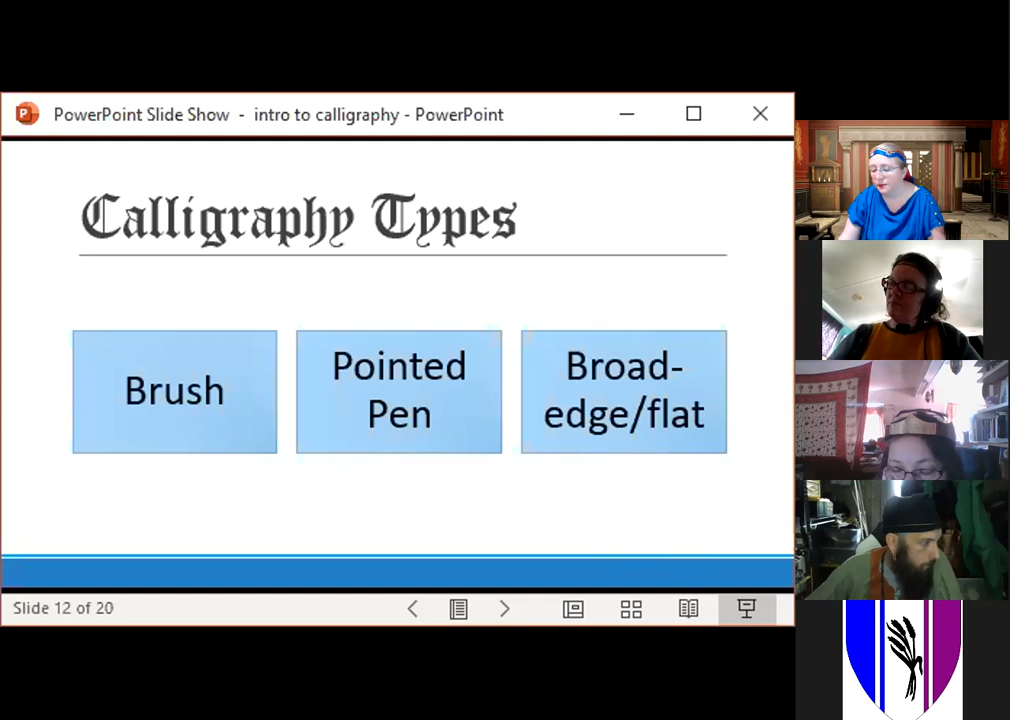 PowerPoint Slide Show - intro to calligraphy - PowerPoint
Calligraphy Types
Brush
Pointed
Pen
Broad-
edge/flat
Slide 12 of 20